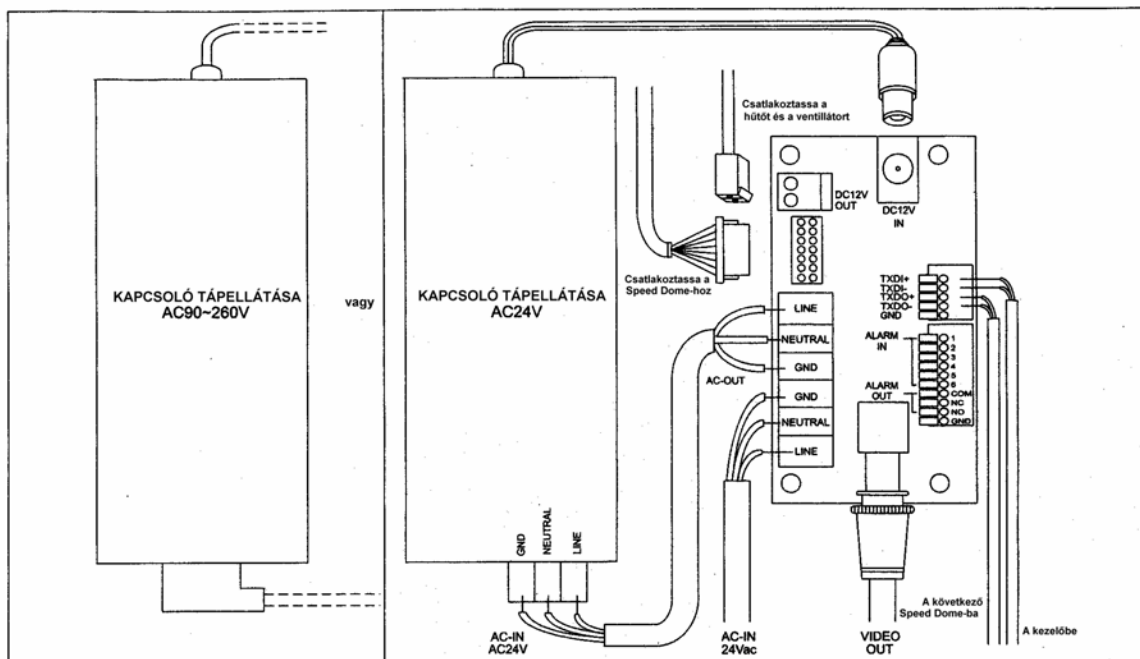 KAPCSOLÓ TÁPELLÁTÁSA
AC90~260V
vagy
KAPCSOLÓ TÁPELLÁTÁSA
AC24V
GND
NEUTRAL
LINE
AC-IN
AC24V
Csatlakoztassa a
hűtőt és a ventillátort
Csatlakoztassa a
Speed Dome-hoz
DC12V
OUT
DC12V
IN
TXDI+
TXDI-
TXDO+
TXDO-
GND
ALARM
IN
1
2
3
4
5
6
ALARM
OUT
COM
NC
NO
GND
LINE
NEUTRAL
GND
GND
NEUTRAL
LINE
AC-OUT
AC-IN
24Vac
VIDEO
OUT
A következő
Speed Dome-ba
A kezelőbe